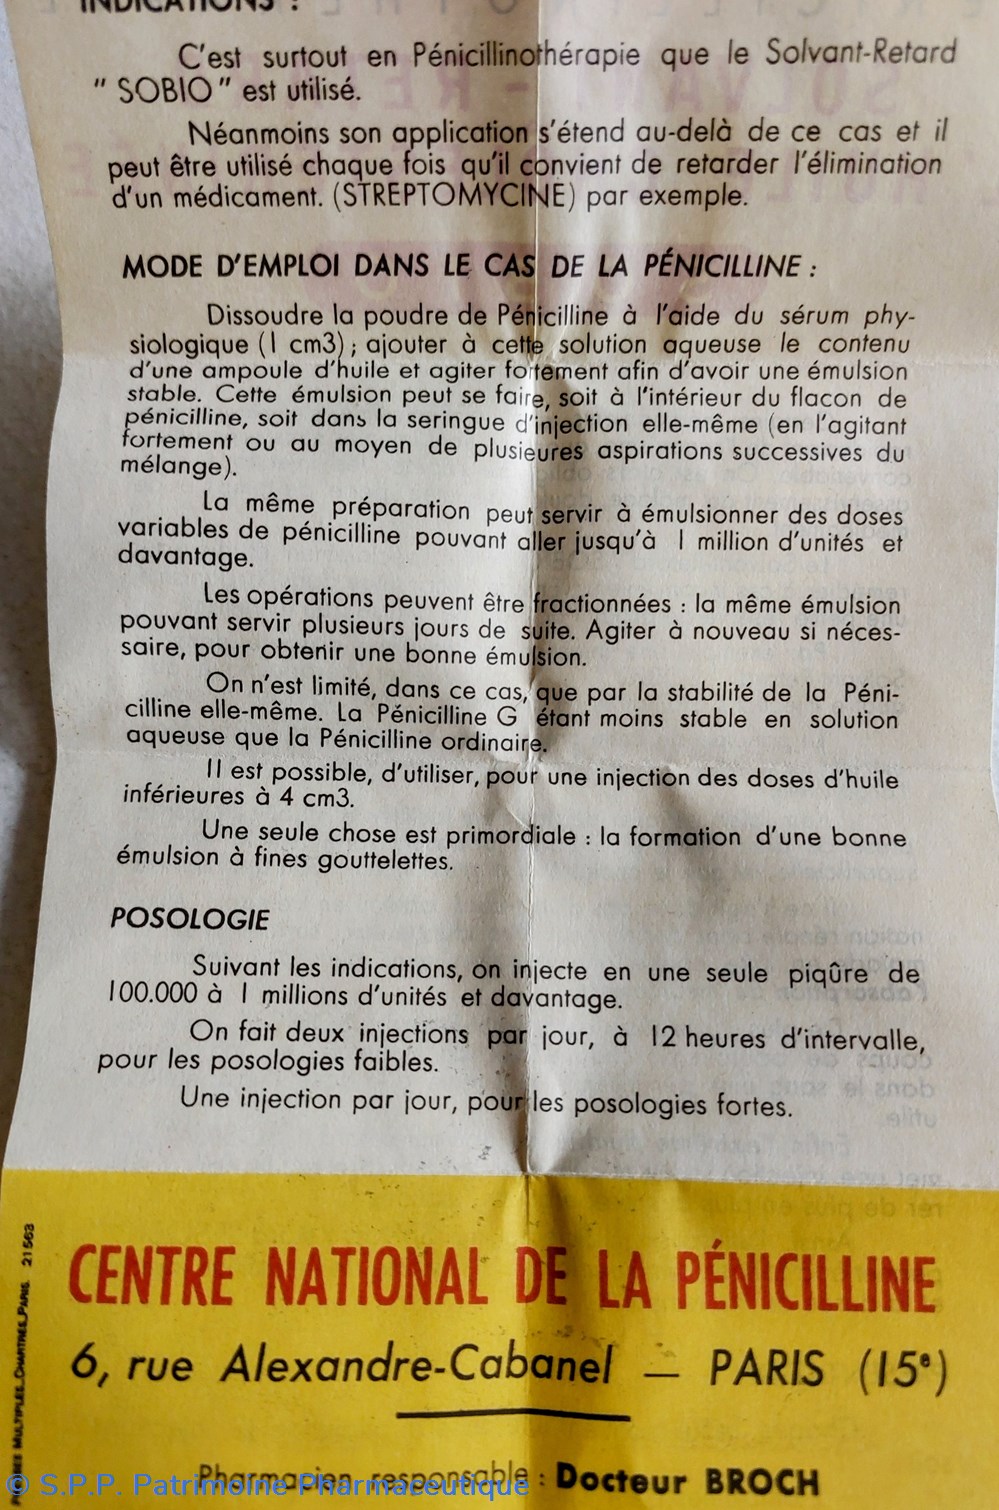 INDICATIONS :
C'est surtout en Pénicillinothérapie que le Solvant-Retard
" SOBIO " est utilisé.
Néanmoins son application s'étend au-delà de ce cas et il
peut être utilisé chaque fois qu'il convient de retarder l'élimination
d'un médicament. (STREPTOMYCINE) par exemple.
MODE D'EMPLOI DANS LE CAS DE LA PÉNICILLINE :
Dissoudre la poudre de Pénicilline à l'aide du sérum phy-
siologique (1 cm3) ; ajouter à cette solution aqueuse le contenu
d'une ampoule d'huile et agiter fortement afin d'avoir une émulsion
stable. Cette émulsion peut se faire, soit à l'intérieur du flacon de
pénicilline, soit dans la seringue d'injection elle-même (en l'agitant
fortement ou au moyen de plusieures aspirations successives du
mélange).
La même préparation peut servir à émulsionner des doses
variables de pénicilline pouvant aller jusqu'à 1 million d'unités et
davantage.
Les opérations peuvent être fractionnées : la même émulsion
pouvant servir plusieurs jours de suite. Agiter à nouveau si néces-
saire, pour obtenir une bonne émulsion.
On n'est limité, dans ce cas, que par la stabilité de la Péni-
cilline elle-même. La Pénicilline G étant moins stable en solution
aqueuse que la Pénicilline ordinaire.
Il est possible, d'utiliser, pour une injection des doses d'huile
inférieures à 4 cm3.
Une seule chose est primordiale : la formation d'une bonne
émulsion à fines gouttelettes.
POSOLOGIE
Suivant les indications, on injecte en une seule piqûre de
100.000 à 1 millions d'unités et davantage.
On fait deux injections par jour, à 12 heures d'intervalle,
pour les posologies faibles.
Une injection par jour, pour les posologies fortes.
CENTRE NATIONAL DE LA PÉNICILLINE
6, rue Alexandre-Cabanel — PARIS (15e)
Pharmacien responsable : Docteur BROCH
MULTIPLES_CHARTRES_PARIS 21563
© S.P.P. Patrimoine Pharmaceutique